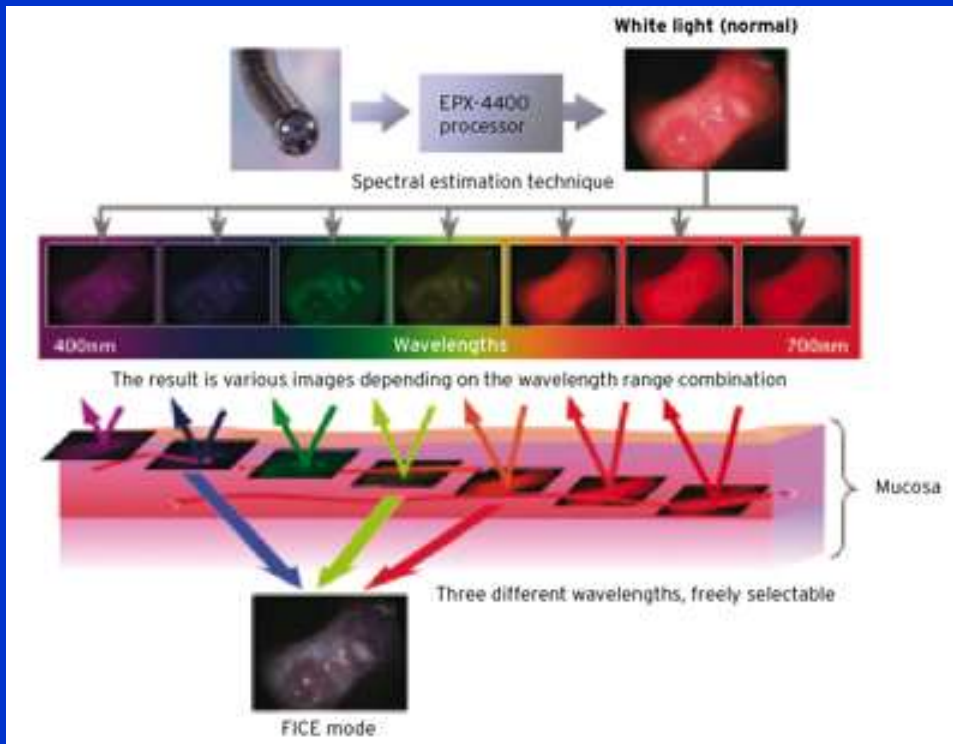 White light (normal)
EPX-4400
processor
Spectral estimation technique
400nm
Wavelengths
700nm
The result is various images depending on the wavelength range combination
Mucosa
Three different wavelengths, freely selectable
FICE mode